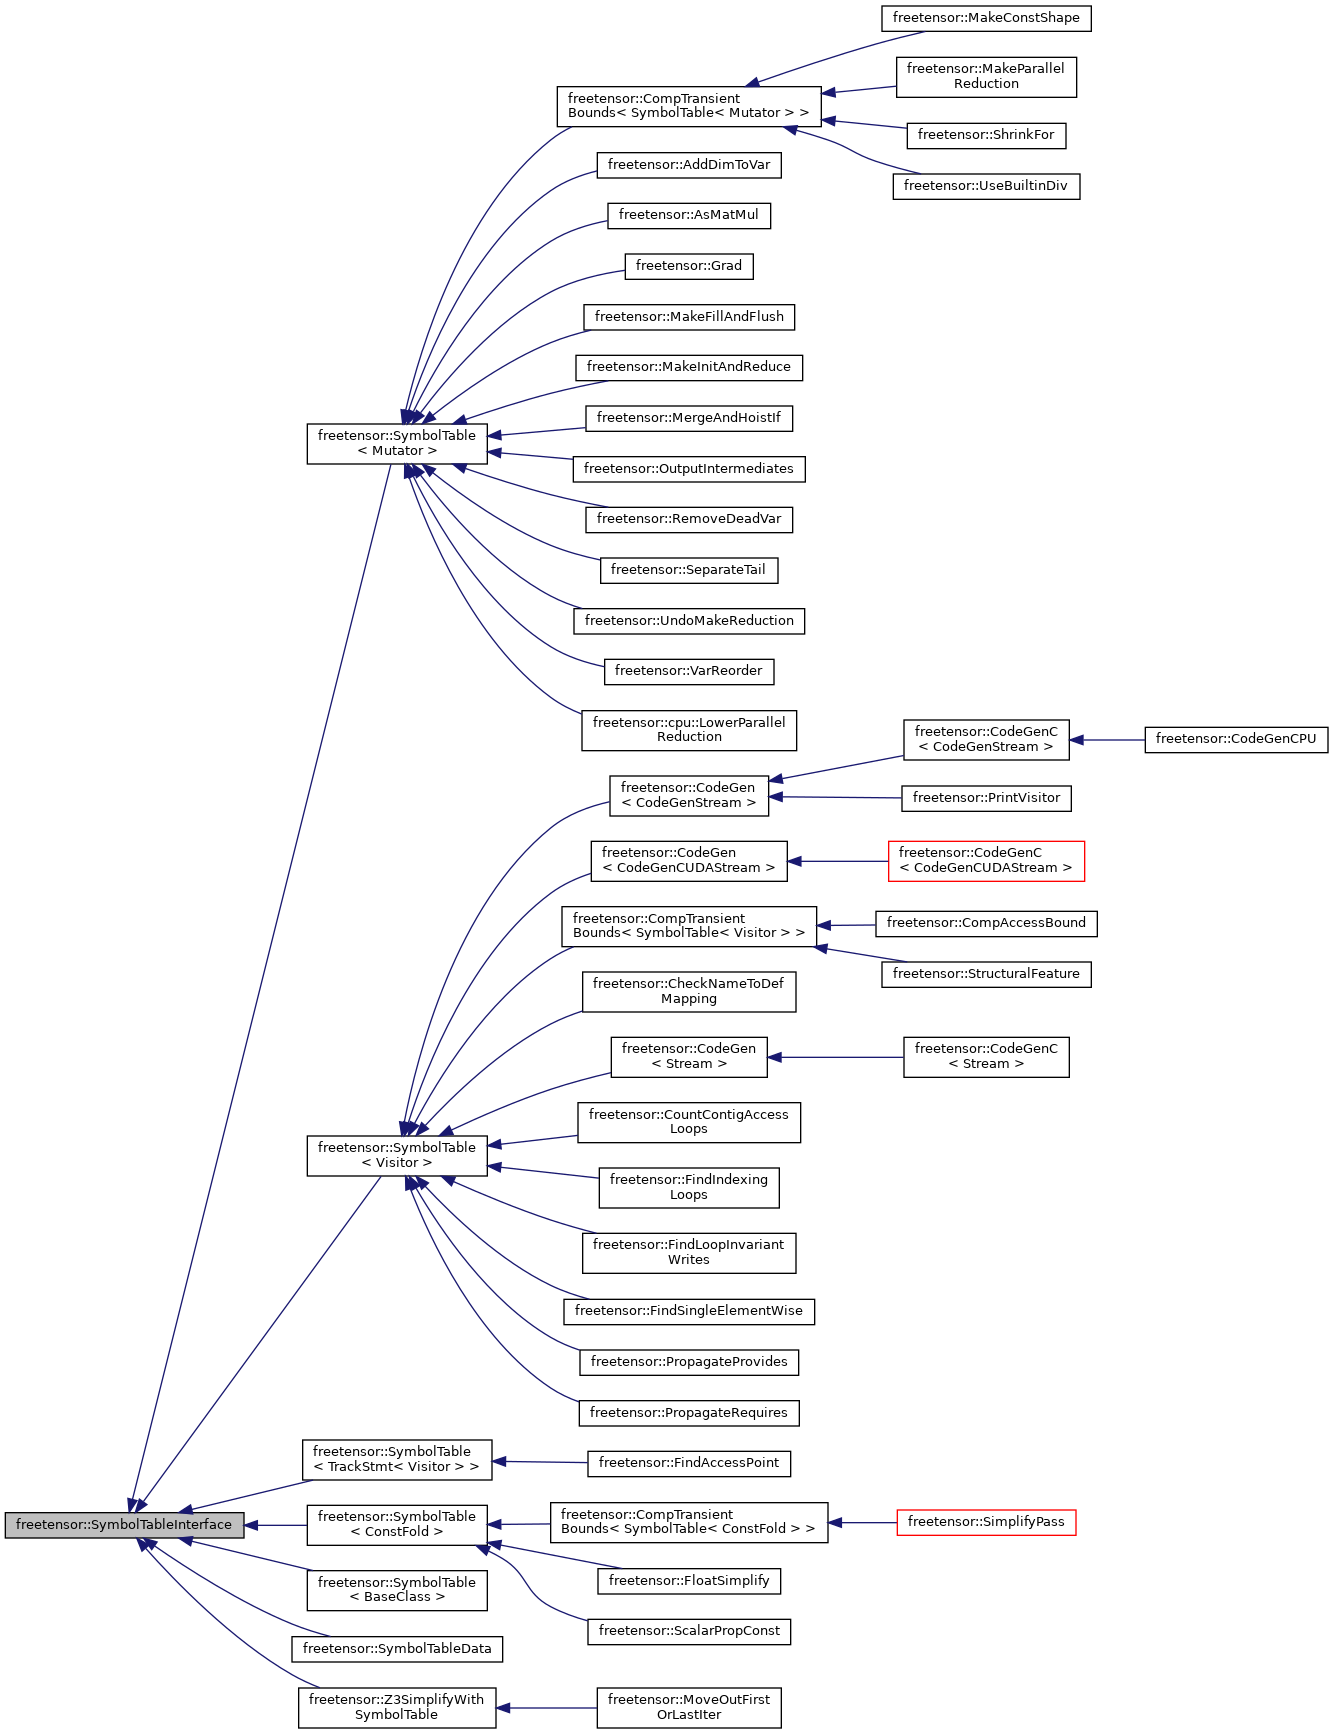 freetensor::MakeConstShape
freetensor::MakeParallel
Reduction
freetensor::CompTransient
Bounds< SymbolTable< Mutator > >
freetensor::ShrinkFor
freetensor::AddDimToVar
freetensor::UseBuiltinDiv
freetensor::AsMatMul
freetensor::Grad
freetensor::MakeFillAndFlush
freetensor::MakeInitAndReduce
freetensor::MergeAndHoistIf
freetensor::SymbolTable
< Mutator >
freetensor::OutputIntermediates
freetensor::RemoveDeadVar
freetensor::SeparateTail
freetensor::UndoMakeReduction
freetensor::VarReorder
freetensor::cpu::LowerParallel
Reduction
freetensor::CodeGenC
< CodeGenStream >
freetensor::CodeGenCPU
freetensor::CodeGen
< CodeGenStream >
freetensor::PrintVisitor
freetensor::CodeGen
< CodeGenCUDAStream >
freetensor::CodeGenC
< CodeGenCUDAStream >
freetensor::CompTransient
Bounds< SymbolTable< Visitor > >
freetensor::CompAccessBound
freetensor::StructuralFeature
freetensor::CheckNameToDef
Mapping
freetensor::CodeGen
< Stream >
freetensor::CodeGenC
< Stream >
freetensor::CountContigAccess
Loops
freetensor::SymbolTable
< Visitor >
freetensor::FindIndexing
Loops
freetensor::FindLoopInvariant
Writes
freetensor::FindSingleElementWise
freetensor::PropagateProvides
freetensor::PropagateRequires
freetensor::SymbolTable
< TrackStmt< Visitor > >
freetensor::FindAccessPoint
freetensor::SymbolTableInterface
freetensor::SymbolTable
< ConstFold >
freetensor::CompTransient
Bounds< SymbolTable< ConstFold > >
freetensor::SimplifyPass
freetensor::FloatSimplify
freetensor::SymbolTable
< BaseClass >
freetensor::ScalarPropConst
freetensor::SymbolTableData
freetensor::Z3SimplifyWith
SymbolTable
freetensor::MoveOutFirst
OrLastIter